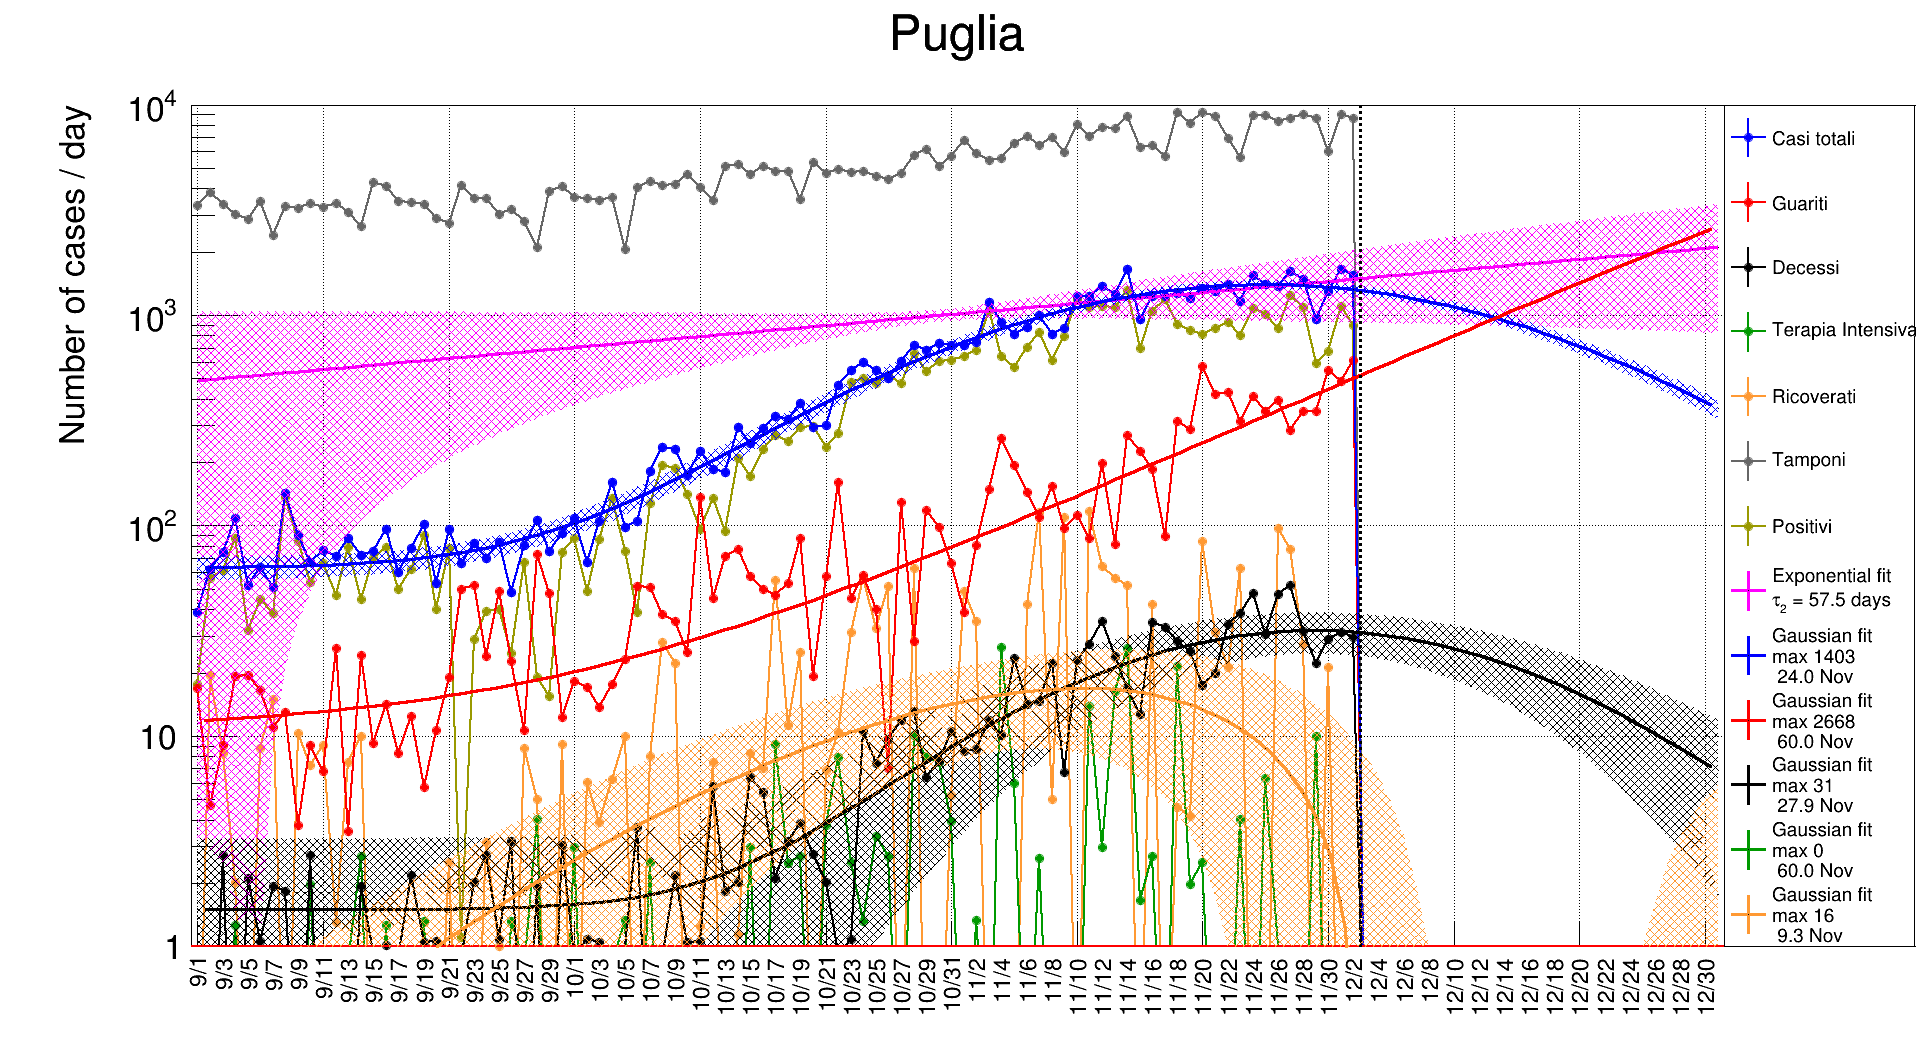 Puglia
Number of cases / day
10^4
10^3
10^2
10
1
9/1 9/3 9/5 9/7 9/9 9/11 9/13 9/15 9/17 9/19 9/21 9/23 9/25 9/27 9/29 10/1 10/3 10/5 10/7 10/9 10/11 10/13 10/15 10/17 10/19 10/21 10/23 10/25 10/27 10/29 10/31 11/2 11/4 11/6 11/8 11/10 11/12 11/14 11/16 11/18 11/20 11/22 11/24 11/26 11/28 11/30 12/2 12/4 12/6 12/8 12/10 12/12 12/14 12/16 12/18 12/20 12/22 12/24 12/26 12/28 12/30
Casi totali
Guariti
Decessi
Terapia Intensiva
Ricoverati
Tamponi
Positivi
Exponential fit
τ₂ = 57.5 days
Gaussian fit
max 1403
24.0 Nov
Gaussian fit
max 2668
60.0 Nov
Gaussian fit
max 31
27.9 Nov
Gaussian fit
max 0
60.0 Nov
Gaussian fit
max 16
9.3 Nov